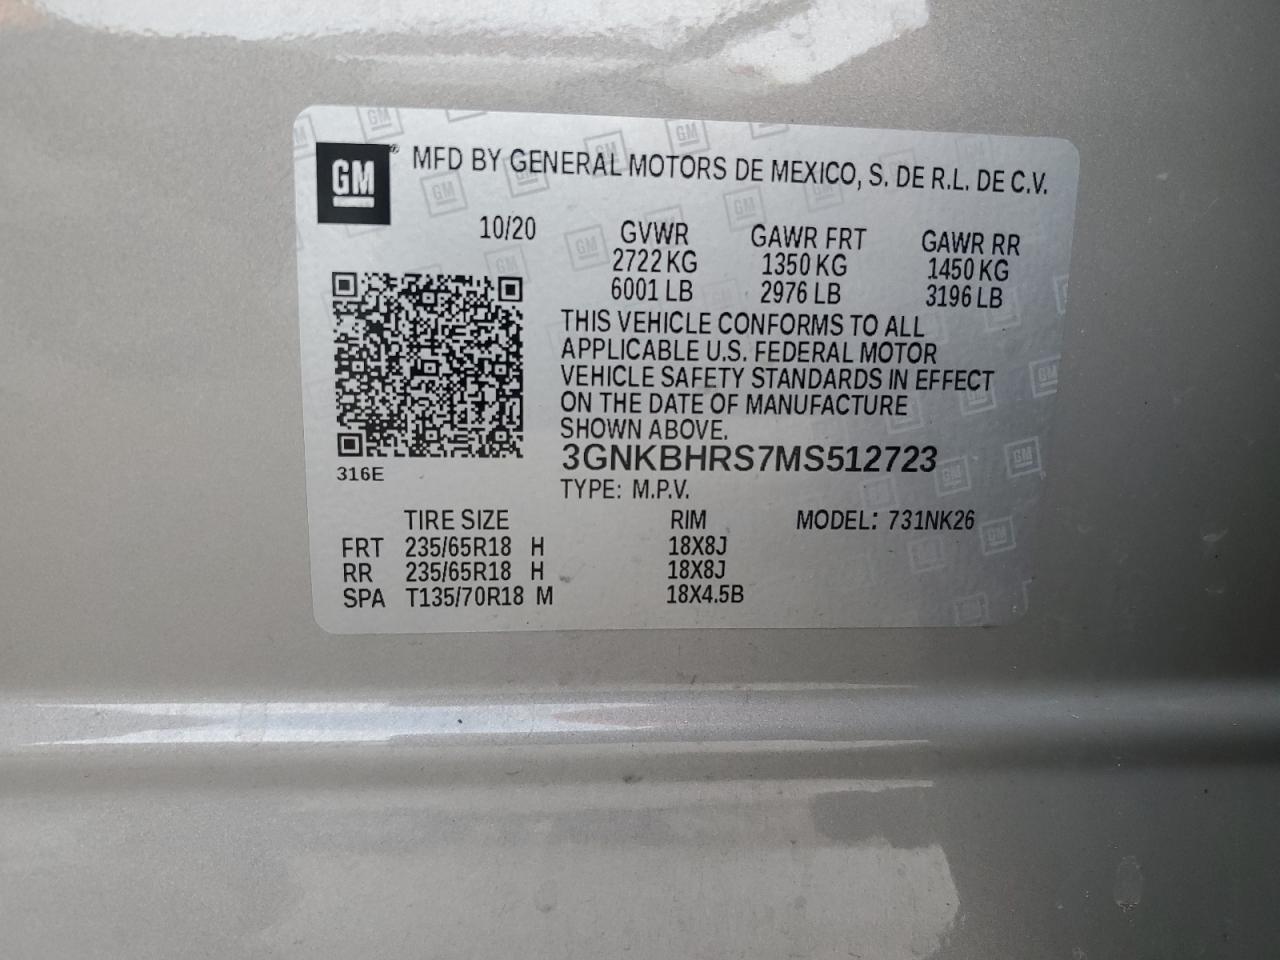 GM ® MFD BY GENERAL MOTORS DE MEXICO, S. DE R.L. DE C.V.
10/20 GVWR GAWR FRT GAWR RR
2722 KG 1350 KG 1450 KG
6001 LB 2976 LB 3196 LB
THIS VEHICLE CONFORMS TO ALL
APPLICABLE U.S. FEDERAL MOTOR
VEHICLE SAFETY STANDARDS IN EFFECT
ON THE DATE OF MANUFACTURE
SHOWN ABOVE.
3GNKBHRS7MS512723
316E
TYPE: M.P.V.
TIRE SIZE RIM MODEL: 731NK26
FRT 235/65R18 H 18X8J
RR 235/65R18 H 18X8J
SPA T135/70R18 M 18X4.5B